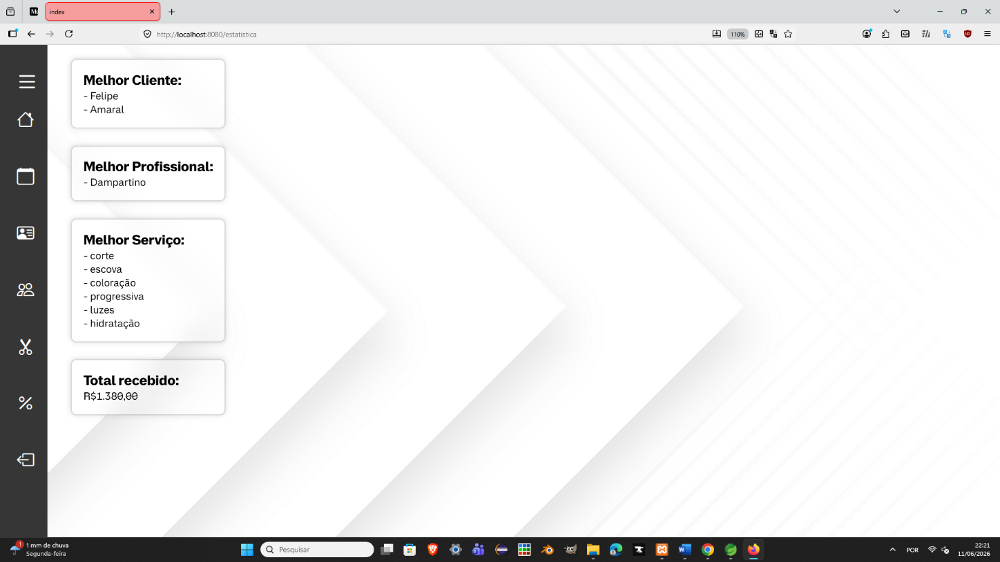 index
http://localhost:8080/estatistica
110%
Melhor Cliente:
- Felipe
- Amaral
Melhor Profissional:
- Dampartino
Melhor Serviço:
- corte
- escova
- coloração
- progressiva
- luzes
- hidratação
Total recebido:
R$1.380,00
1
1 mm de chuva
Segunda-feira
Pesquisar
POR
22:21
11/06/2026